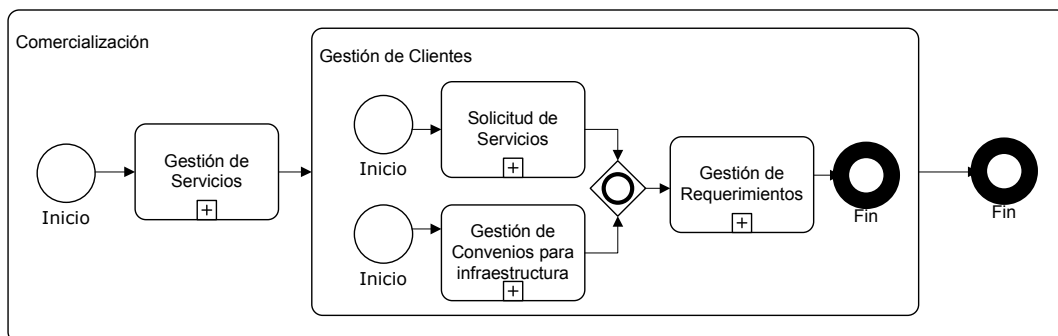 Comercialización
Gestión de Clientes
Inicio
Gestión de
Servicios
Inicio
Solicitud de
Servicios
Inicio
Gestión de
Convenios para
infraestructura
Gestión de
Requerimientos
Fin
Fin